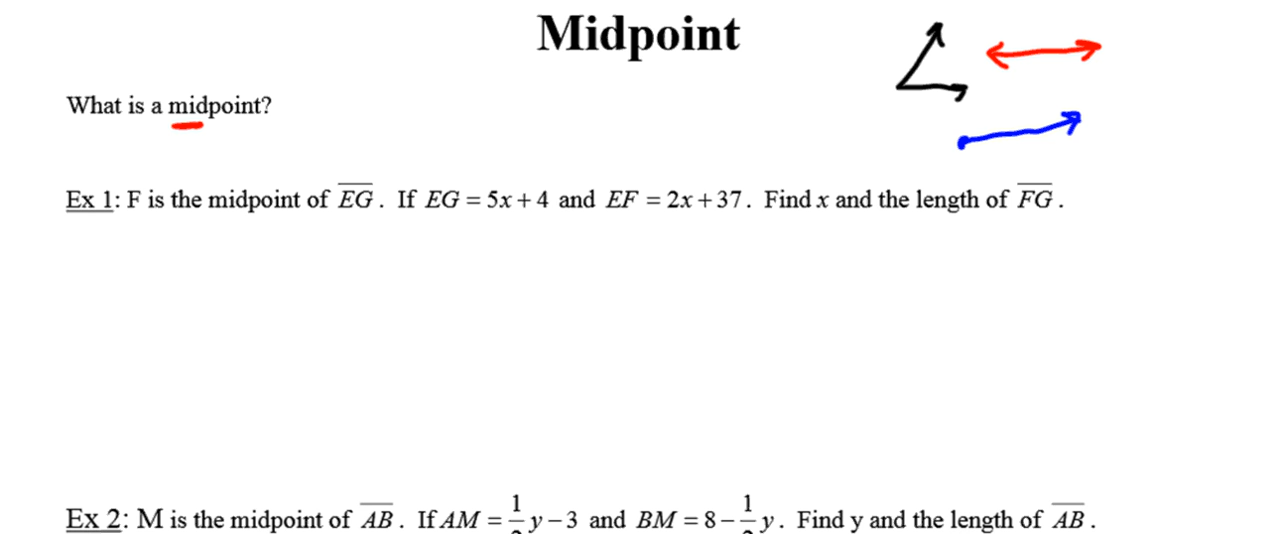 Midpoint
What is a midpoint?
Ex 1: F is the midpoint of EG. If EG = 5x + 4 and EF = 2x + 37. Find x and the length of FG.
Ex 2: M is the midpoint of AB. If AM = 1 y − 3 and BM = 8 − 1 y. Find y and the length of AB.